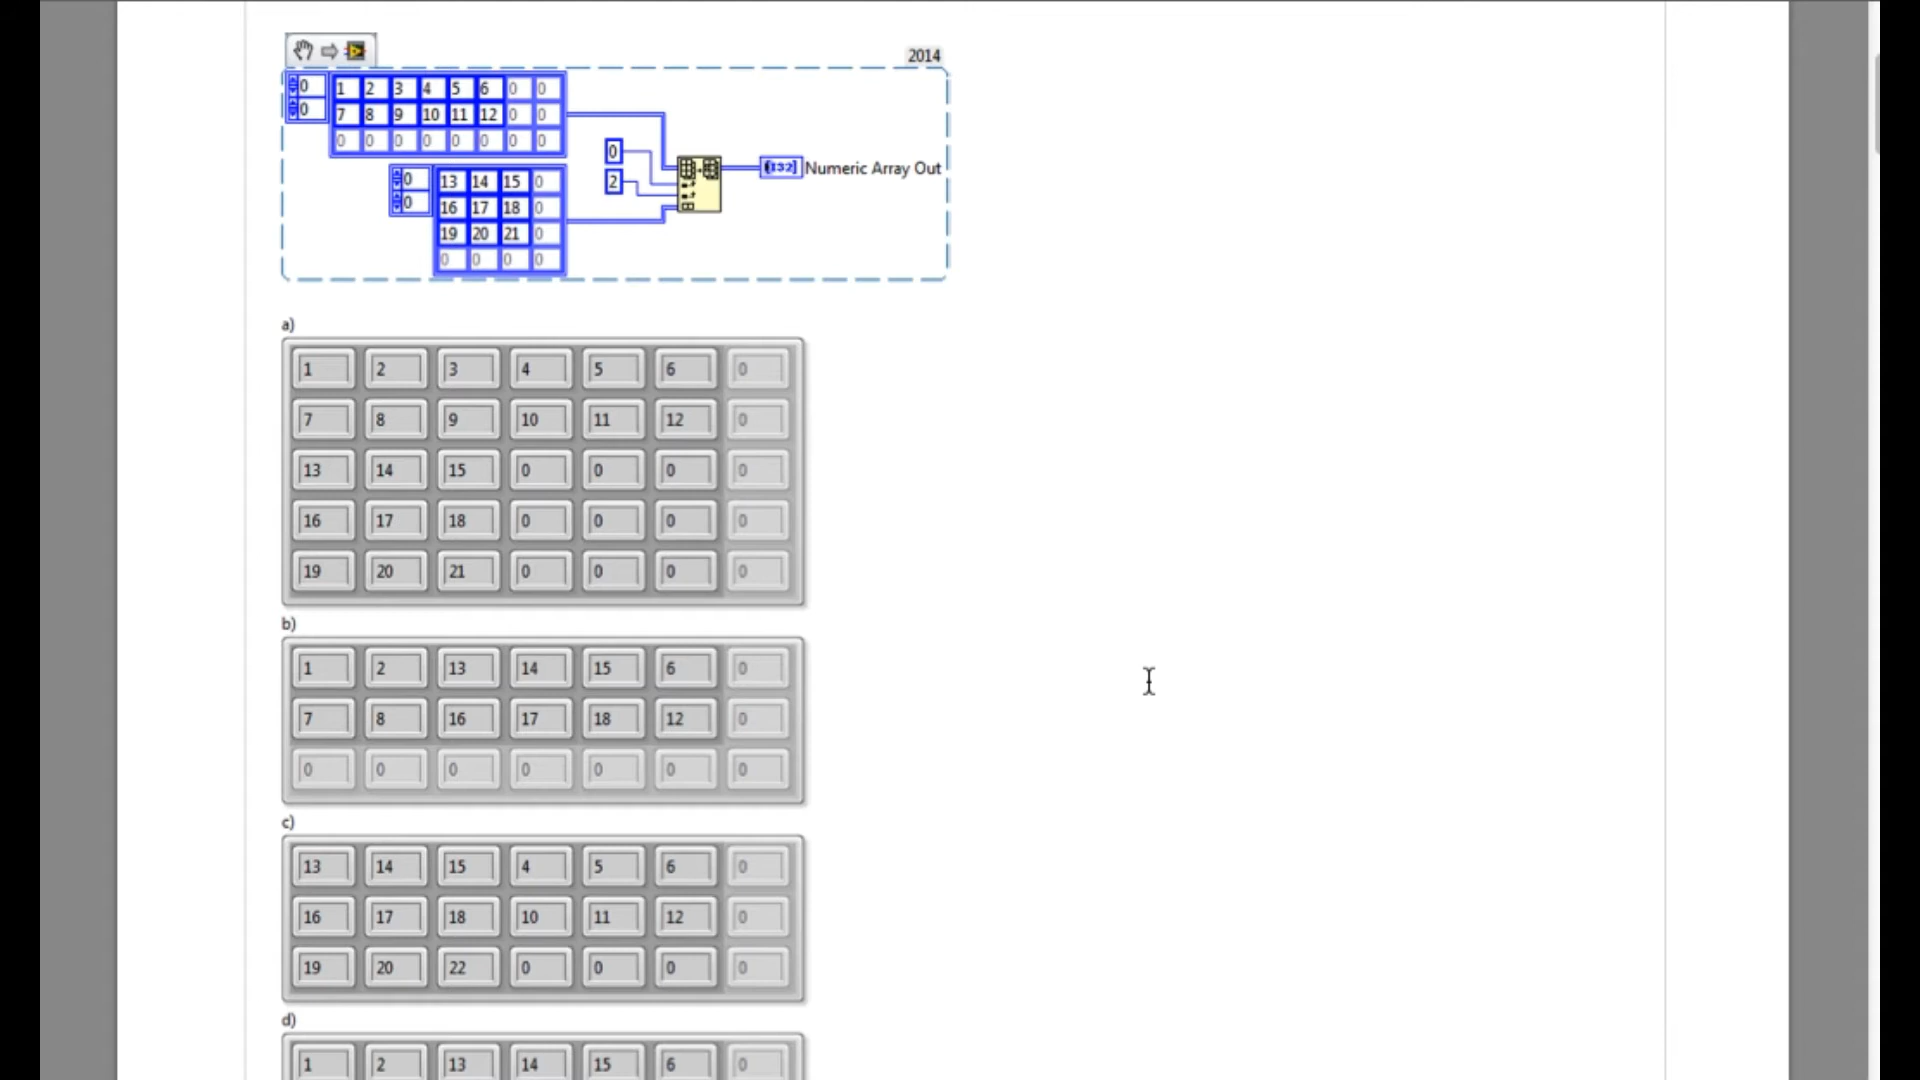 2014
0 1 2 3 4 5 6 0 0
0 7 8 9 10 11 12 0 0
0 0 0 0 0 0 0 0
0
2
[I32] Numeric Array Out
0 13 14 15 0
0 16 17 18 0
19 20 21 0
0 0 0 0
a)
1 2 3 4 5 6 0
7 8 9 10 11 12 0
13 14 15 0 0 0 0
16 17 18 0 0 0 0
19 20 21 0 0 0 0
b)
1 2 13 14 15 6 0
7 8 16 17 18 12 0
0 0 0 0 0 0 0
c)
13 14 15 4 5 6 0
16 17 18 10 11 12 0
19 20 22 0 0 0 0
d)
1 2 13 14 15 6 0